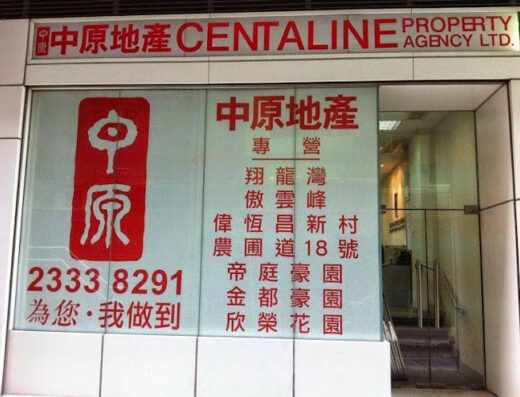 中原 中原地產 CENTALINE PROPERTY AGENCY LTD.
中原
2333 8291
為您·我做到
中原地產
專營
翔龍灣
傲雲峰
偉恆昌新村
農圃道18號
帝庭豪園
金都豪園
欣榮花園